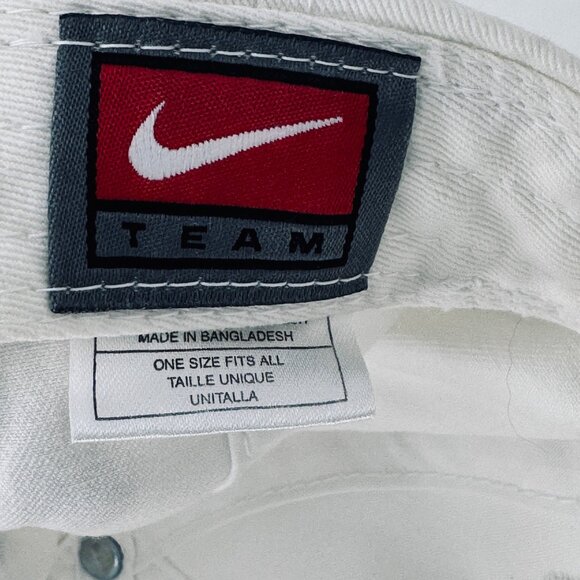 TEAM
MADE IN BANGLADESH
ONE SIZE FITS ALL
TAILLE UNIQUE
UNITALLA